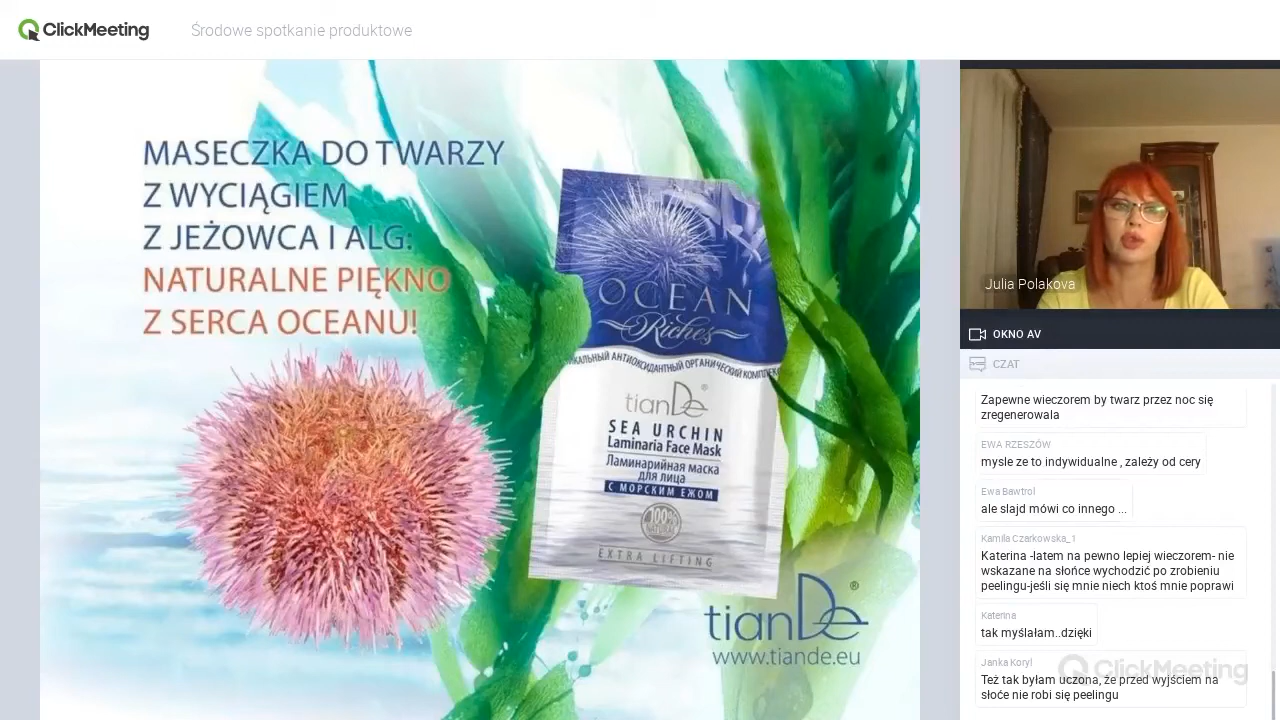 ClickMeeting
Środowe spotkanie produktowe
MASECZKA DO TWARZY
Z WYCIĄGIEM
Z JEŻOWCA I ALG:
NATURALNE PIĘKNO
Z SERCA OCEANU!
OCEAN
Riches
АНТИОКСИДАНТНЫЙ ОРГАНИЧЕСКИЙ
tianDe®
SEA URCHIN
Laminaria Face Mask
Ламинарийная маска
для лица
С МОРСКИМ ЕЖОМ
100%
EXTRA LIFTING
tianDe®
www.tiande.eu
Julia Polakova
OKNO AV
CZAT
Zapewne wieczorem by twarz przez noc się
zregenerowala
EWA RZESZÓW
mysle ze to indywidualne , zależy od cery
Ewa Bawtrol
ale slajd mówi co innego ...
Kamila Czarkowska_1
Katerina -latem na pewno lepiej wieczorem- nie
wskazane na słońce wychodzić po zrobieniu
peelingu-jeśli się mnie niech ktoś mnie poprawi
Katerina
tak myślałam..dzięki
Janka Koryl
Też tak byłam uczona, że przed wyjściem na
słoće nie robi się peelingu
ClickMeeting